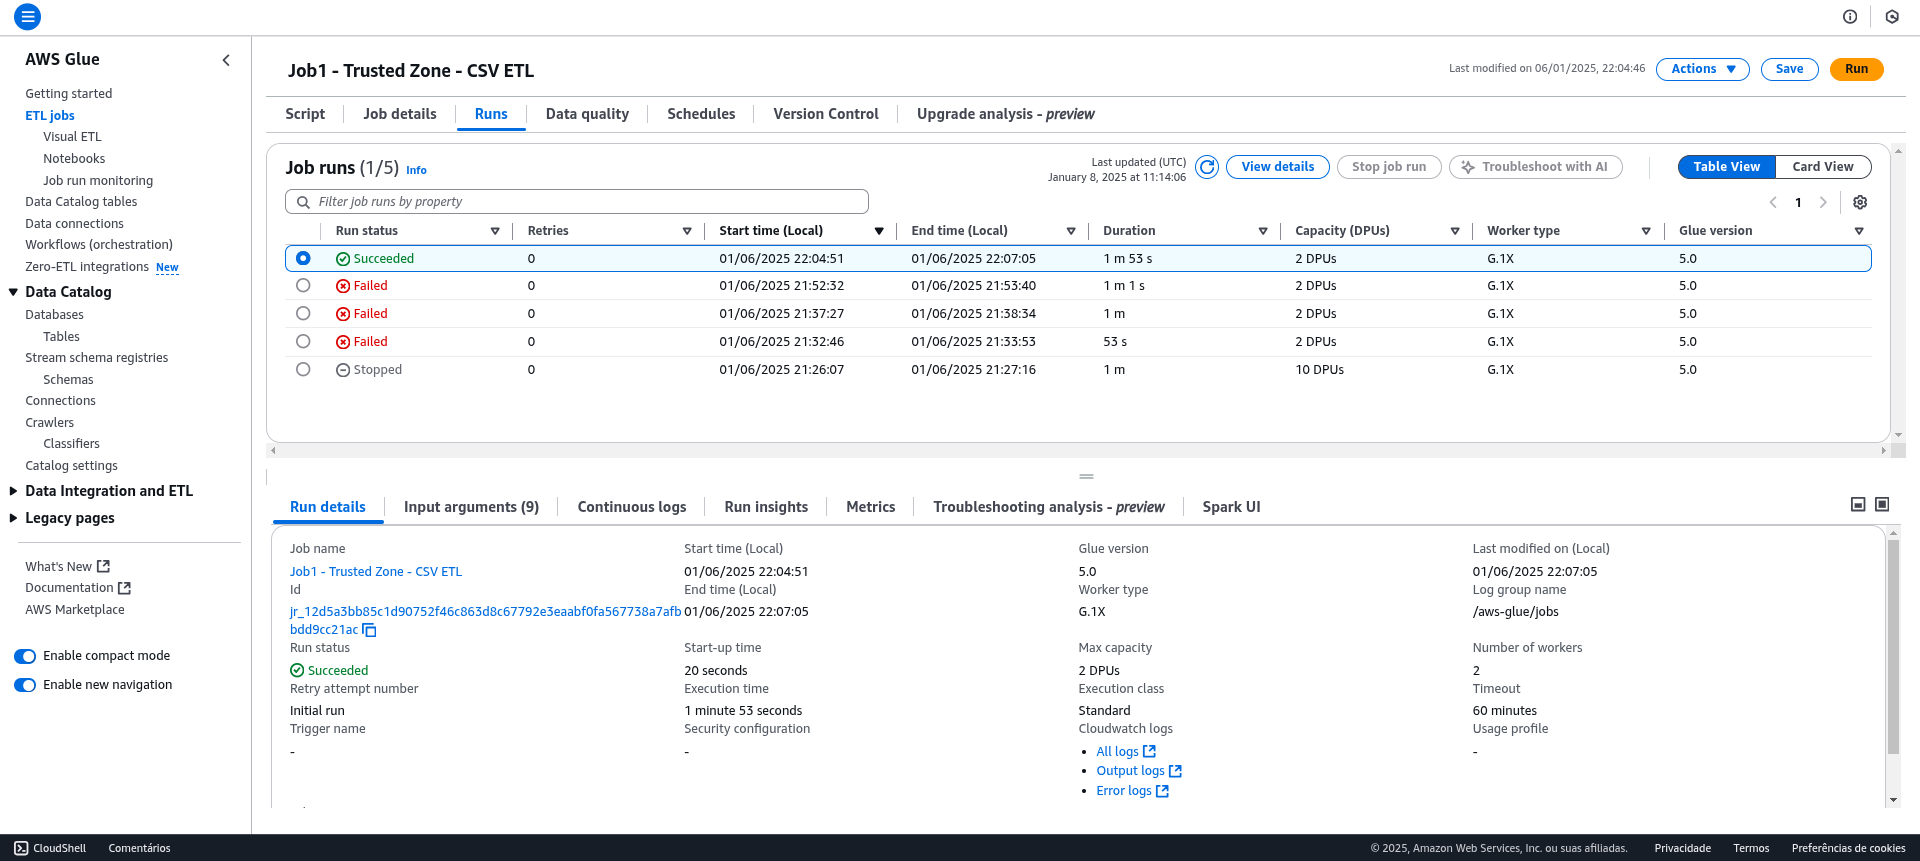 AWS Glue
Getting started
ETL jobs
Visual ETL
Notebooks
Job run monitoring
Data Catalog tables
Data connections
Workflows (orchestration)
Zero-ETL integrations New
Data Catalog
Databases
Tables
Stream schema registries
Schemas
Connections
Crawlers
Classifiers
Catalog settings
Data Integration and ETL
Legacy pages
What's New
Documentation
AWS Marketplace
Enable compact mode
Enable new navigation
Job1 - Trusted Zone - CSV ETL
Last modified on 06/01/2025, 22:04:46 Actions Save Run
Script Job details Runs Data quality Schedules Version Control Upgrade analysis - preview
Job runs (1/5) Info
Last updated (UTC)
January 8, 2025 at 11:14:06
View details Stop job run Troubleshoot with AI Table View Card View
Filter job runs by property
1
Run status Retries Start time (Local) End time (Local) Duration Capacity (DPUs) Worker type Glue version
Succeeded 0 01/06/2025 22:04:51 01/06/2025 22:07:05 1 m 53 s 2 DPUs G.1X 5.0
Failed 0 01/06/2025 21:52:32 01/06/2025 21:53:40 1 m 1 s 2 DPUs G.1X 5.0
Failed 0 01/06/2025 21:37:27 01/06/2025 21:38:34 1 m 2 DPUs G.1X 5.0
Failed 0 01/06/2025 21:32:46 01/06/2025 21:33:53 53 s 2 DPUs G.1X 5.0
Stopped 0 01/06/2025 21:26:07 01/06/2025 21:27:16 1 m 10 DPUs G.1X 5.0
Run details Input arguments (9) Continuous logs Run insights Metrics Troubleshooting analysis - preview Spark UI
Job name Start time (Local) Glue version Last modified on (Local)
Job1 - Trusted Zone - CSV ETL 01/06/2025 22:04:51 5.0 01/06/2025 22:07:05
Id End time (Local) Worker type Log group name
jr_12d5a3bb85c1d90752f46c863d8c67792e3eaabf0fa567738a7afb 01/06/2025 22:07:05 G.1X /aws-glue/jobs
bdd9cc21ac
Run status Start-up time Max capacity Number of workers
Succeeded 20 seconds 2 DPUs 2
Retry attempt number Execution time Execution class Timeout
Initial run 1 minute 53 seconds Standard 60 minutes
Trigger name Security configuration Cloudwatch logs Usage profile
- - • All logs -
• Output logs
• Error logs
CloudShell Comentários © 2025, Amazon Web Services, Inc. ou suas afiliadas. Privacidade Termos Preferências de cookies